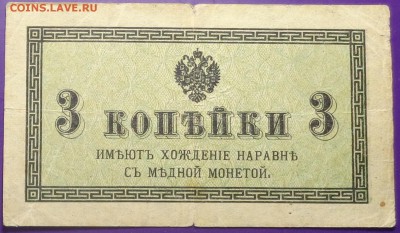 COINS.LAVE.RU
3 КОПѢЙКИ 3
ИМѢЮТЪ ХОЖДЕНІЕ НАРАВНѢ
СЪ МѢДНОЙ МОНЕТОЙ.